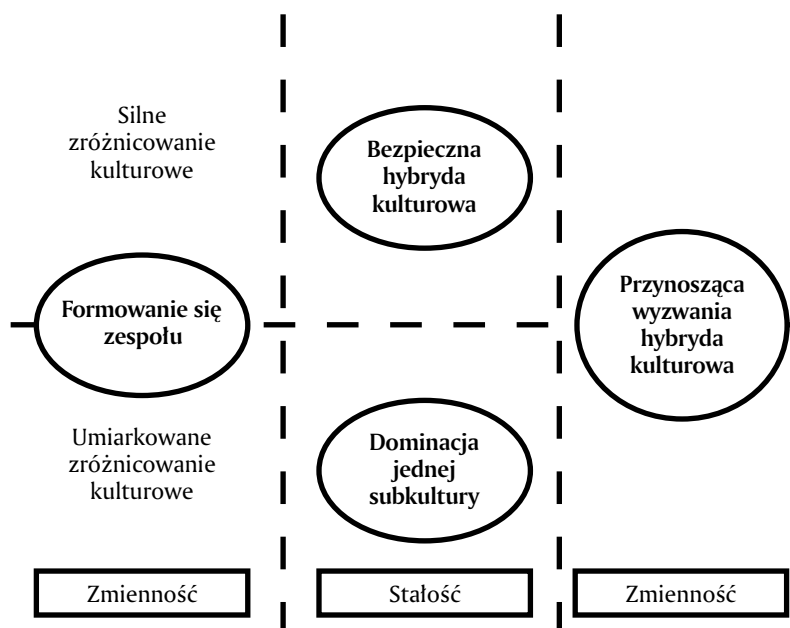 Silne
zróżnicowanie
kulturowe
Bezpieczna
hybryda
kulturowa
Formowanie się
zespołu
Przynosząca
wyzwania
hybryda
kulturowa
Umiarkowane
zróżnicowanie
kulturowe
Dominacja
jednej
subkultury
Zmienność
Stałość
Zmienność